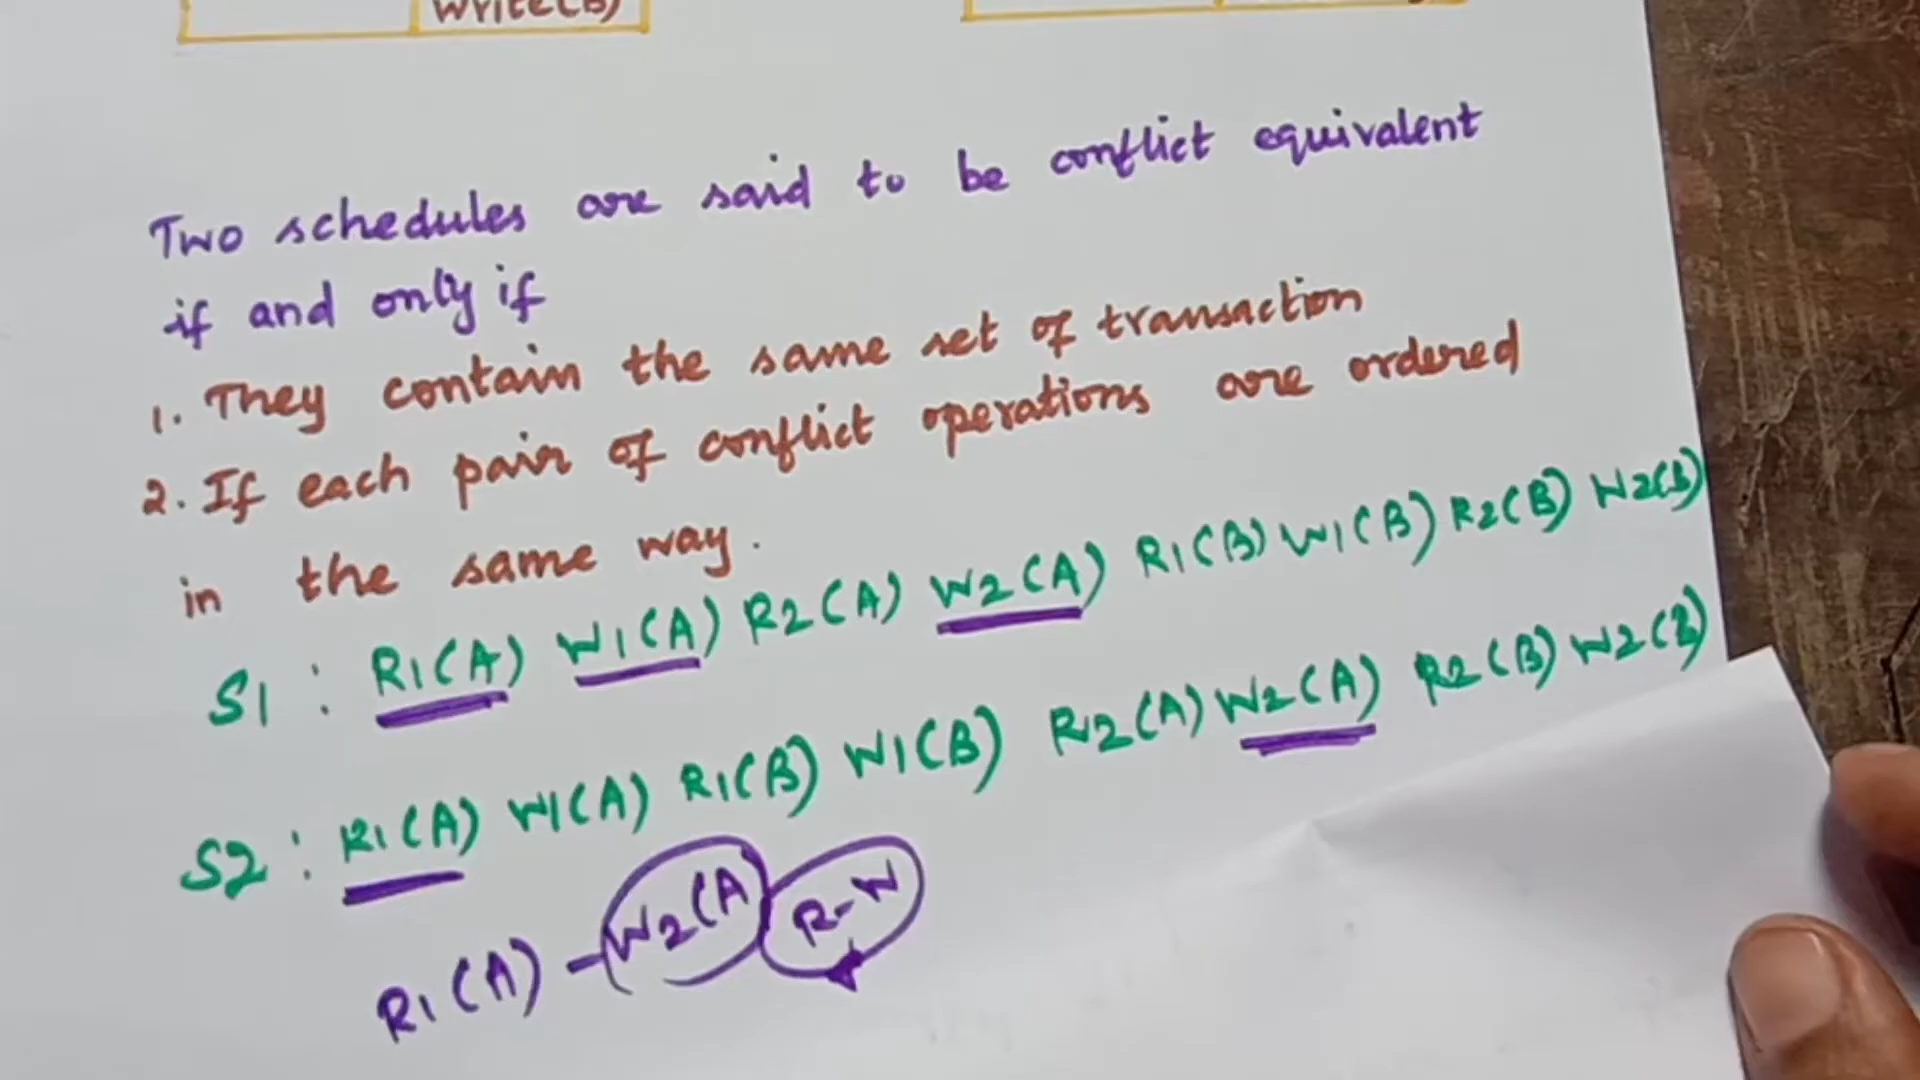 Write(B)
Two schedules are said to be conflict equivalent
if and only if
1. They contain the same set of transaction
2. If each pair of conflict operations are ordered
in the same way.
S1 : R1(A) W1(A) R2(A) W2(A) R1(B) W1(B) R2(B) W2(B)
S2 : R1(A) W1(A) R1(B) W1(B) R2(A) W2(A) R2(B) W2(B)
R1(A) - W2(A R-W